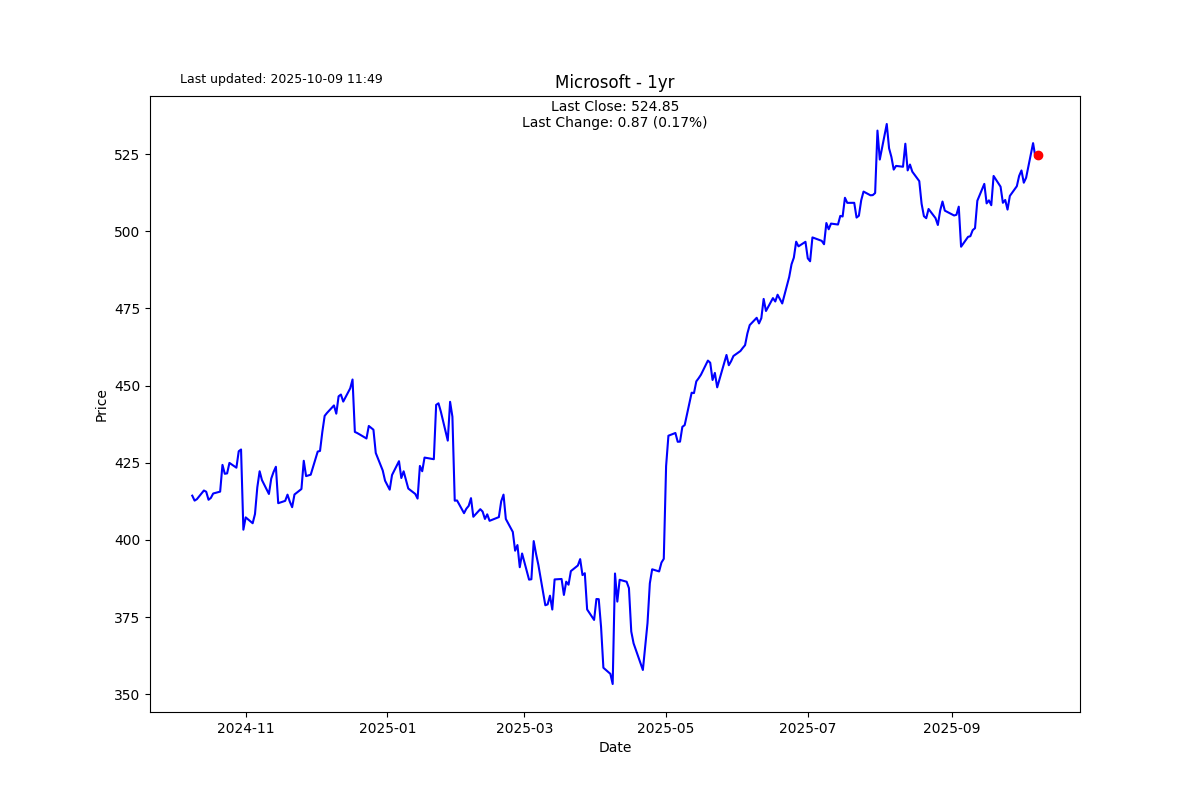 Last updated: 2025-10-09 11:49
Microsoft - 1yr
Last Close: 524.85
Last Change: 0.87 (0.17%)
525
500
475
450
425
400
375
350
Price
2024-11
2025-01
2025-03
2025-05
2025-07
2025-09
Date